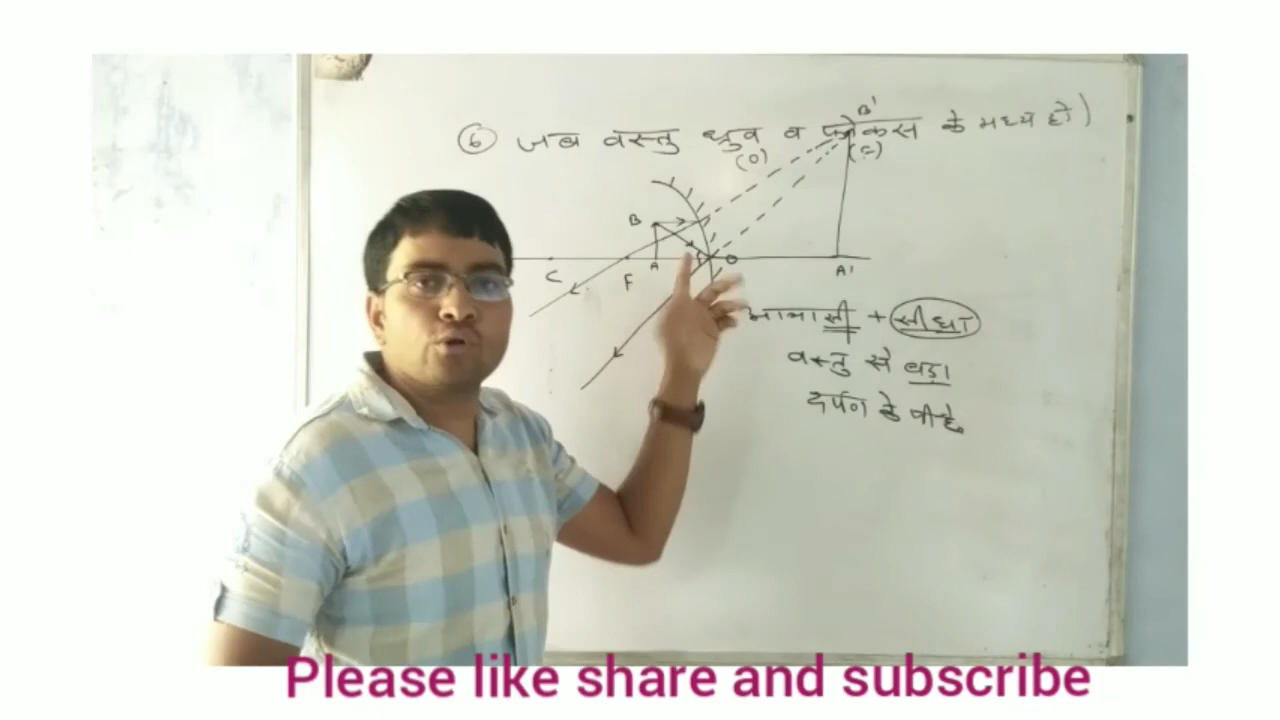 B'
⑥ जब वस्तु ध्रुव व फोकस के मध्य हो)
(O) (F)
B
C F A O A'
आभासी + सीधा
वस्तु से बड़ा
दर्पण के पीछे
Please like share and subscribe